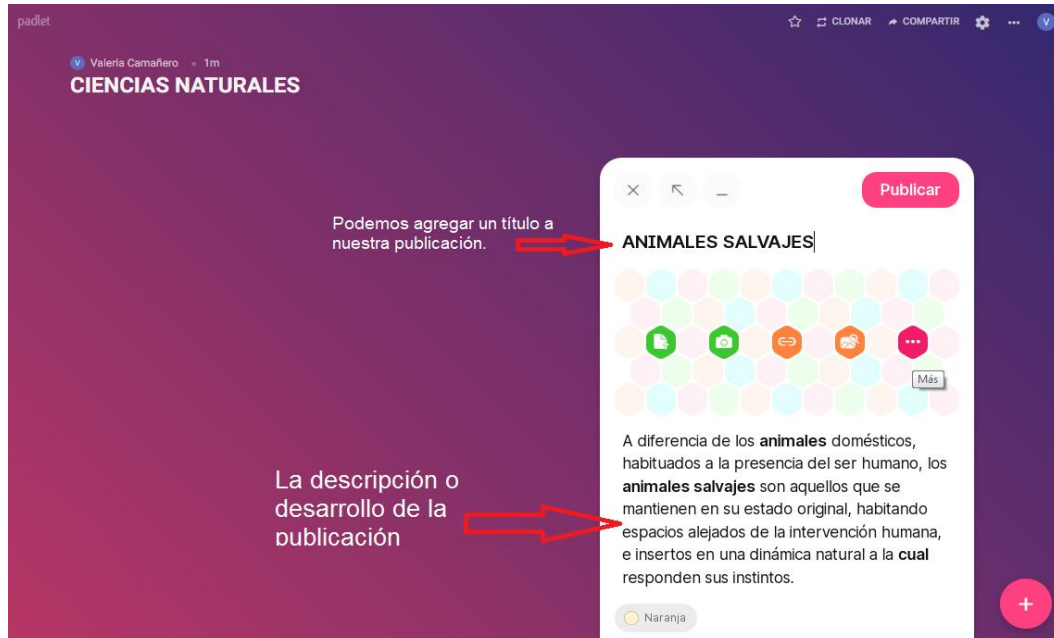 padlet
CLONAR
COMPARTIR
V
V Valeria Camañero • 1m
CIENCIAS NATURALES
Publicar
Podemos agregar un título a
nuestra publicación.
ANIMALES SALVAJES
Más
A diferencia de los animales domésticos,
habituados a la presencia del ser humano, los
animales salvajes son aquellos que se
mantienen en su estado original, habitando
espacios alejados de la intervención humana,
e insertos en una dinámica natural a la cual
responden sus instintos.
La descripción o
desarrollo de la
publicación
Naranja